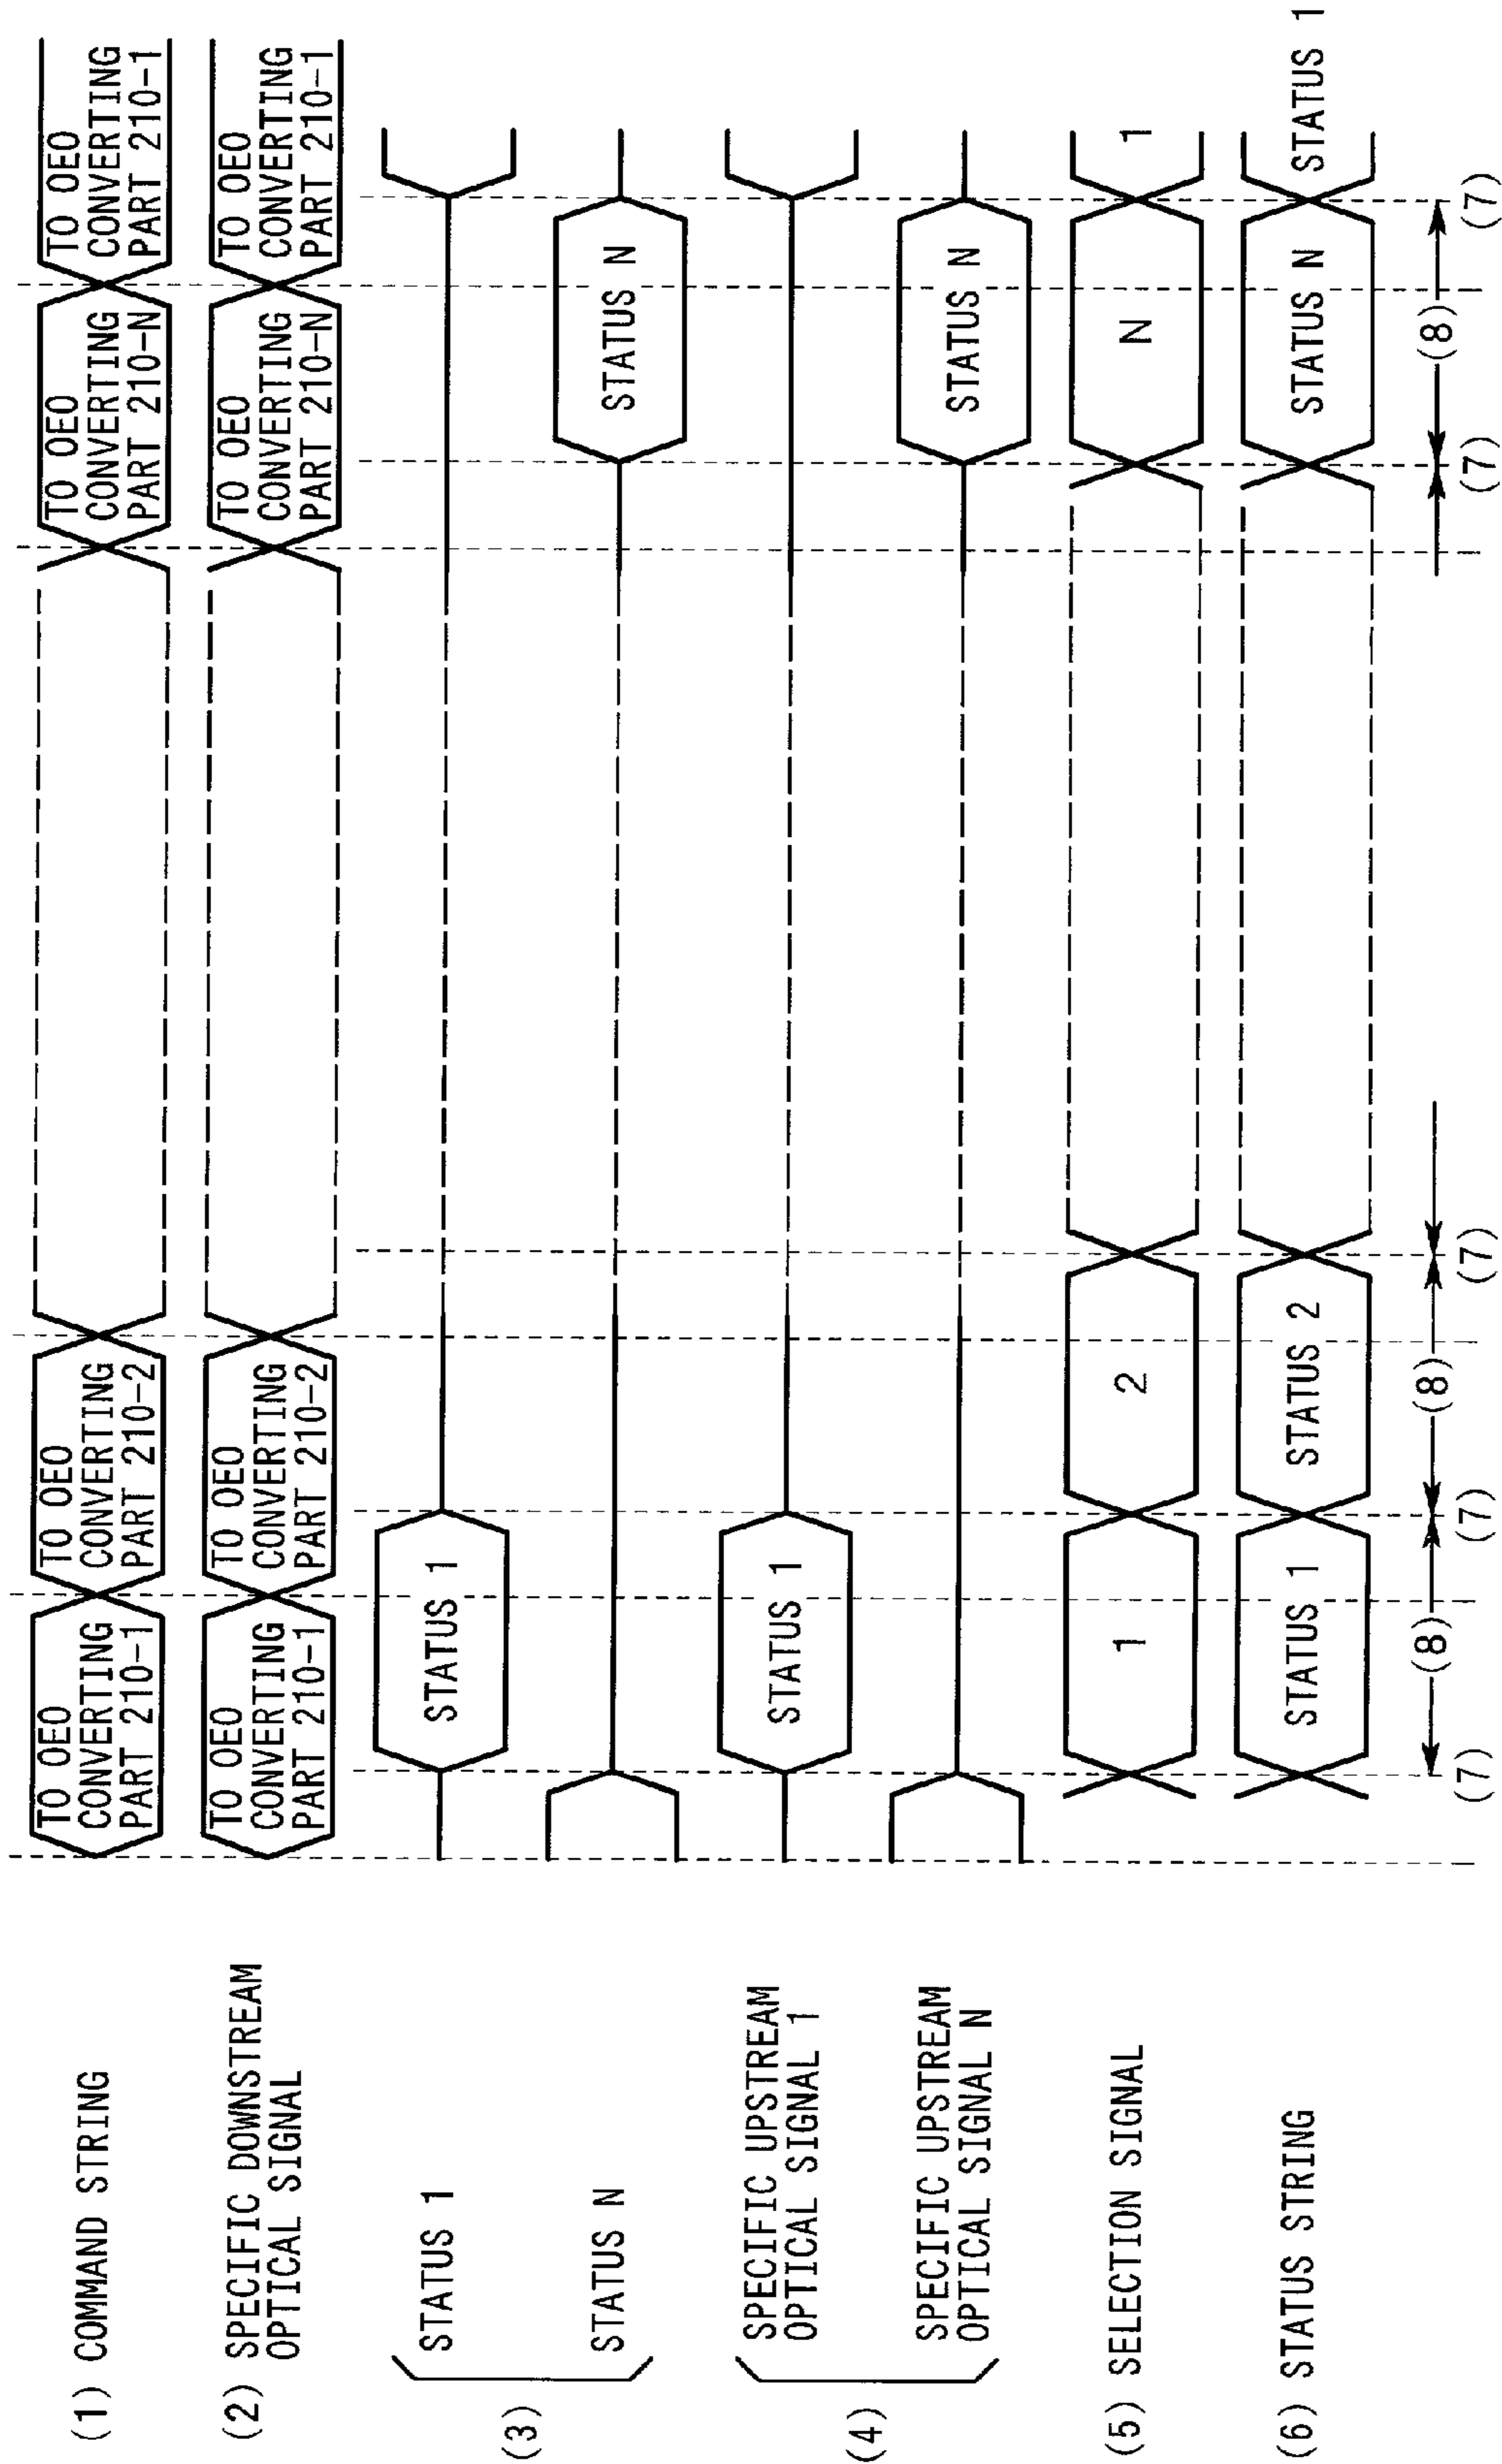 (1) COMMAND STRING
TO OEO
CONVERTING
PART 210-1
TO OEO
CONVERTING
PART 210-2
TO OEO
CONVERTING
PART 210-N
TO OEO
CONVERTING
PART 210-1
(2) SPECIFIC DOWNSTREAM
OPTICAL SIGNAL
TO OEO
CONVERTING
PART 210-1
TO OEO
CONVERTING
PART 210-2
TO OEO
CONVERTING
PART 210-N
TO OEO
CONVERTING
PART 210-1
(3)
STATUS 1
STATUS 1
STATUS N
STATUS N
(4)
SPECIFIC UPSTREAM
OPTICAL SIGNAL 1
STATUS 1
SPECIFIC UPSTREAM
OPTICAL SIGNAL N
STATUS N
(5) SELECTION SIGNAL
1
2
N
1
(6) STATUS STRING
STATUS 1
STATUS 2
STATUS N
STATUS 1
(8)
(8)
(8)
(7)
(7)
(7)
(7)
(7)